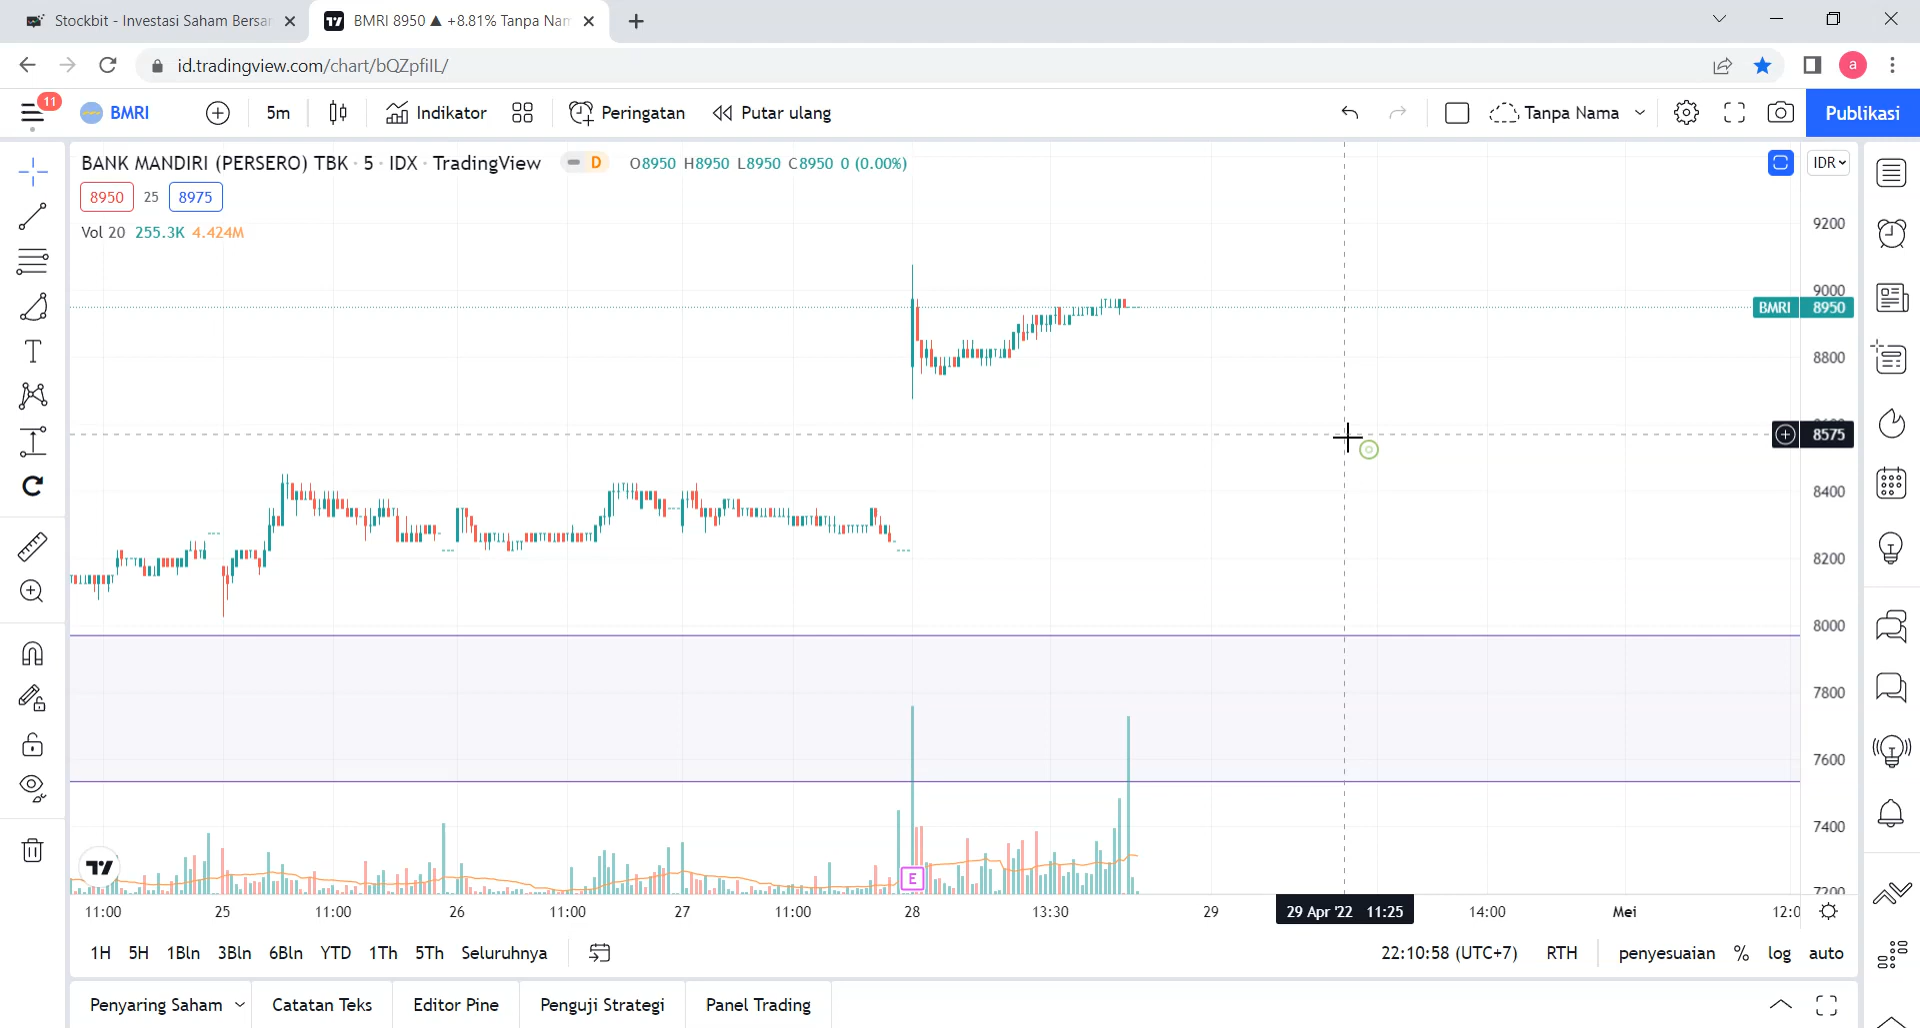 Stockbit - Investasi Saham Bersar
BMRI 8950 ▲ +8.81% Tanpa Nam
id.tradingview.com/chart/bQZpfilL/
a
11
BMRI
5m
Indikator
Peringatan
Putar ulang
Tanpa Nama
Publikasi
BANK MANDIRI (PERSERO) TBK · 5 · IDX · TradingView
D
O8950 H8950 L8950 C8950 0 (0.00%)
IDR
8950 25 8975
Vol 20 255.3K 4.424M
9200
9000
BMRI 8950
8800
8575
8400
8200
8000
7800
7600
7400
7200
E
11:00 25 11:00 26 11:00 27 11:00 28 13:30 29 29 Apr '22 11:25 14:00 Mei 12:0
1H 5H 1Bln 3Bln 6Bln YTD 1Th 5Th Seluruhnya
22:10:58 (UTC+7) RTH penyesuaian % log auto
Penyaring Saham Catatan Teks Editor Pine Penguji Strategi Panel Trading